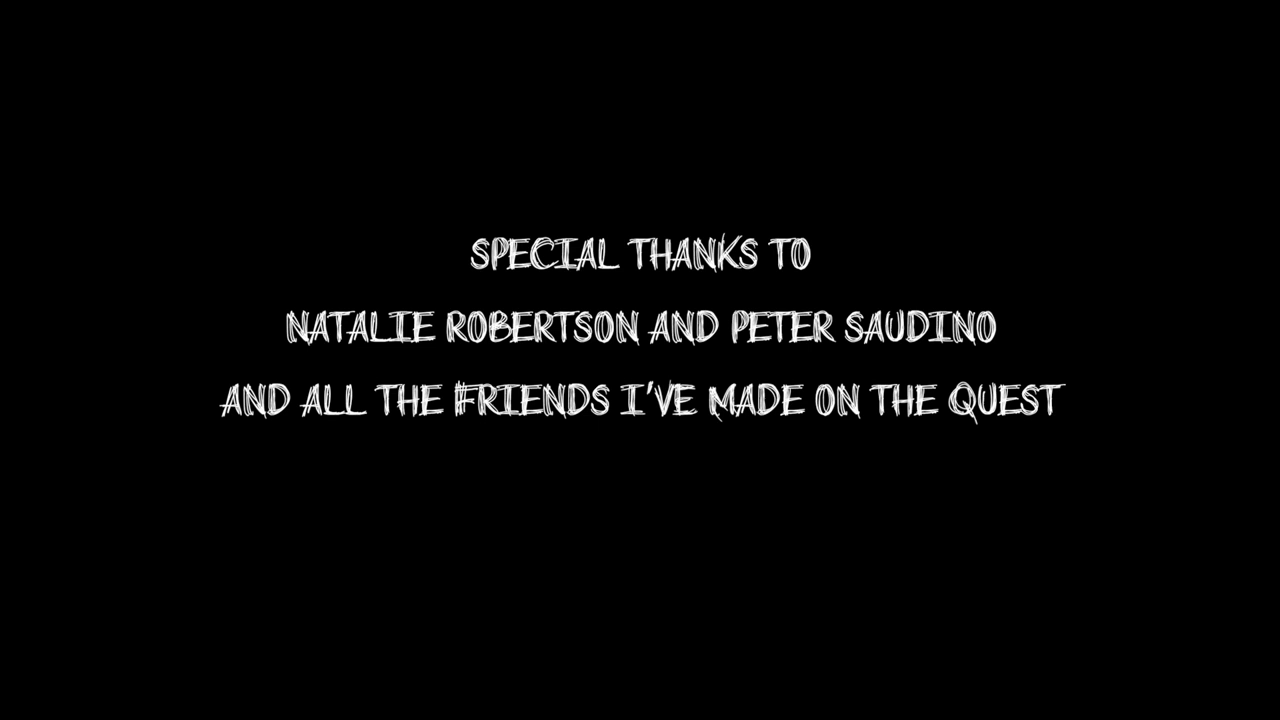 SPECIAL THANKS TO
NATALIE ROBERTSON AND PETER SAUDINO
AND ALL THE FRIENDS I'VE MADE ON THE QUEST